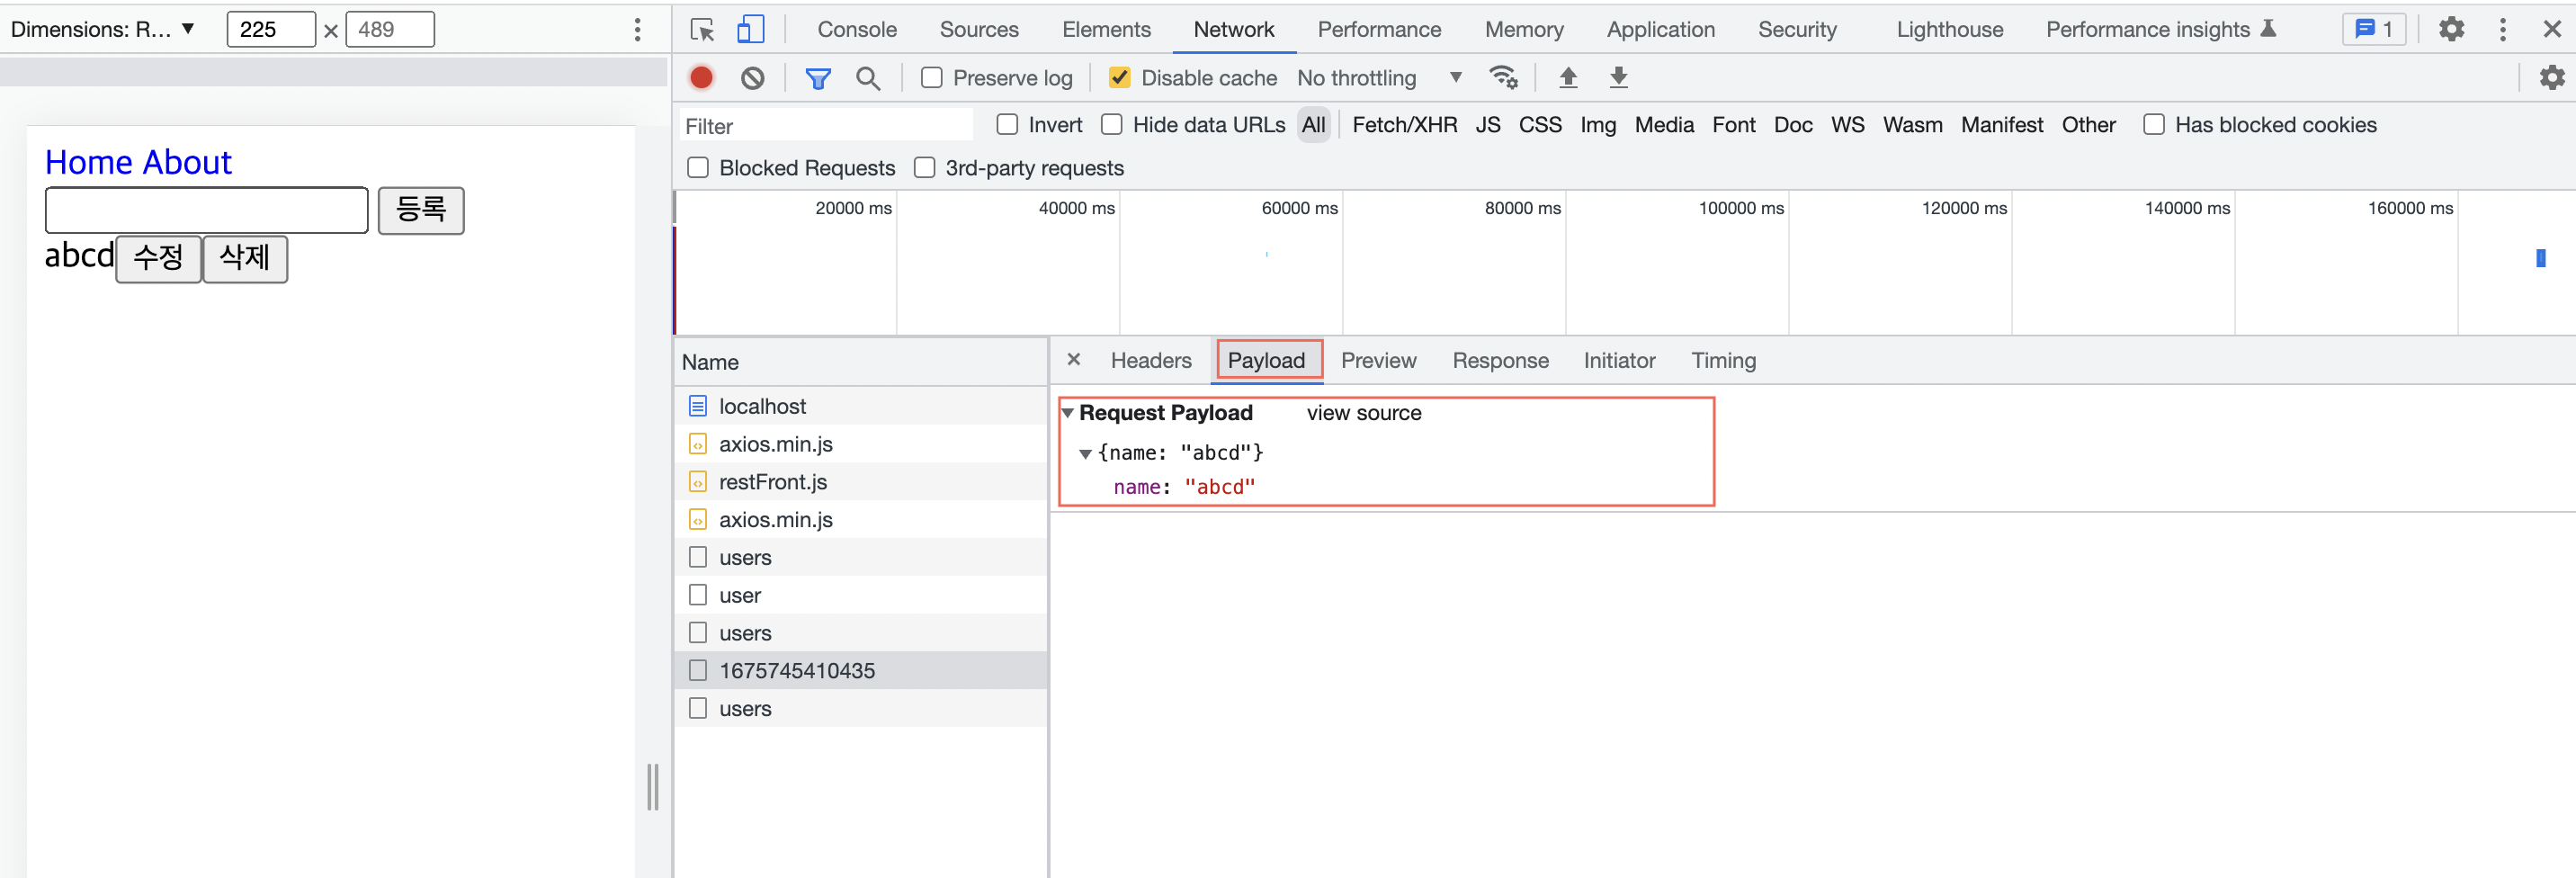 Dimensions: R... ▼ 225 × 489
Console Sources Elements Network Performance Memory Application Security Lighthouse Performance insights 1
Preserve log Disable cache No throttling
Filter Invert Hide data URLs All Fetch/XHR JS CSS Img Media Font Doc WS Wasm Manifest Other Has blocked cookies
Blocked Requests 3rd-party requests
20000 ms 40000 ms 60000 ms 80000 ms 100000 ms 120000 ms 140000 ms 160000 ms
Home About
등록
abcd 수정 삭제
Name
localhost
axios.min.js
restFront.js
axios.min.js
users
user
users
1675745410435
users
Headers Payload Preview Response Initiator Timing
Request Payload view source
{name: "abcd"}
name: "abcd"